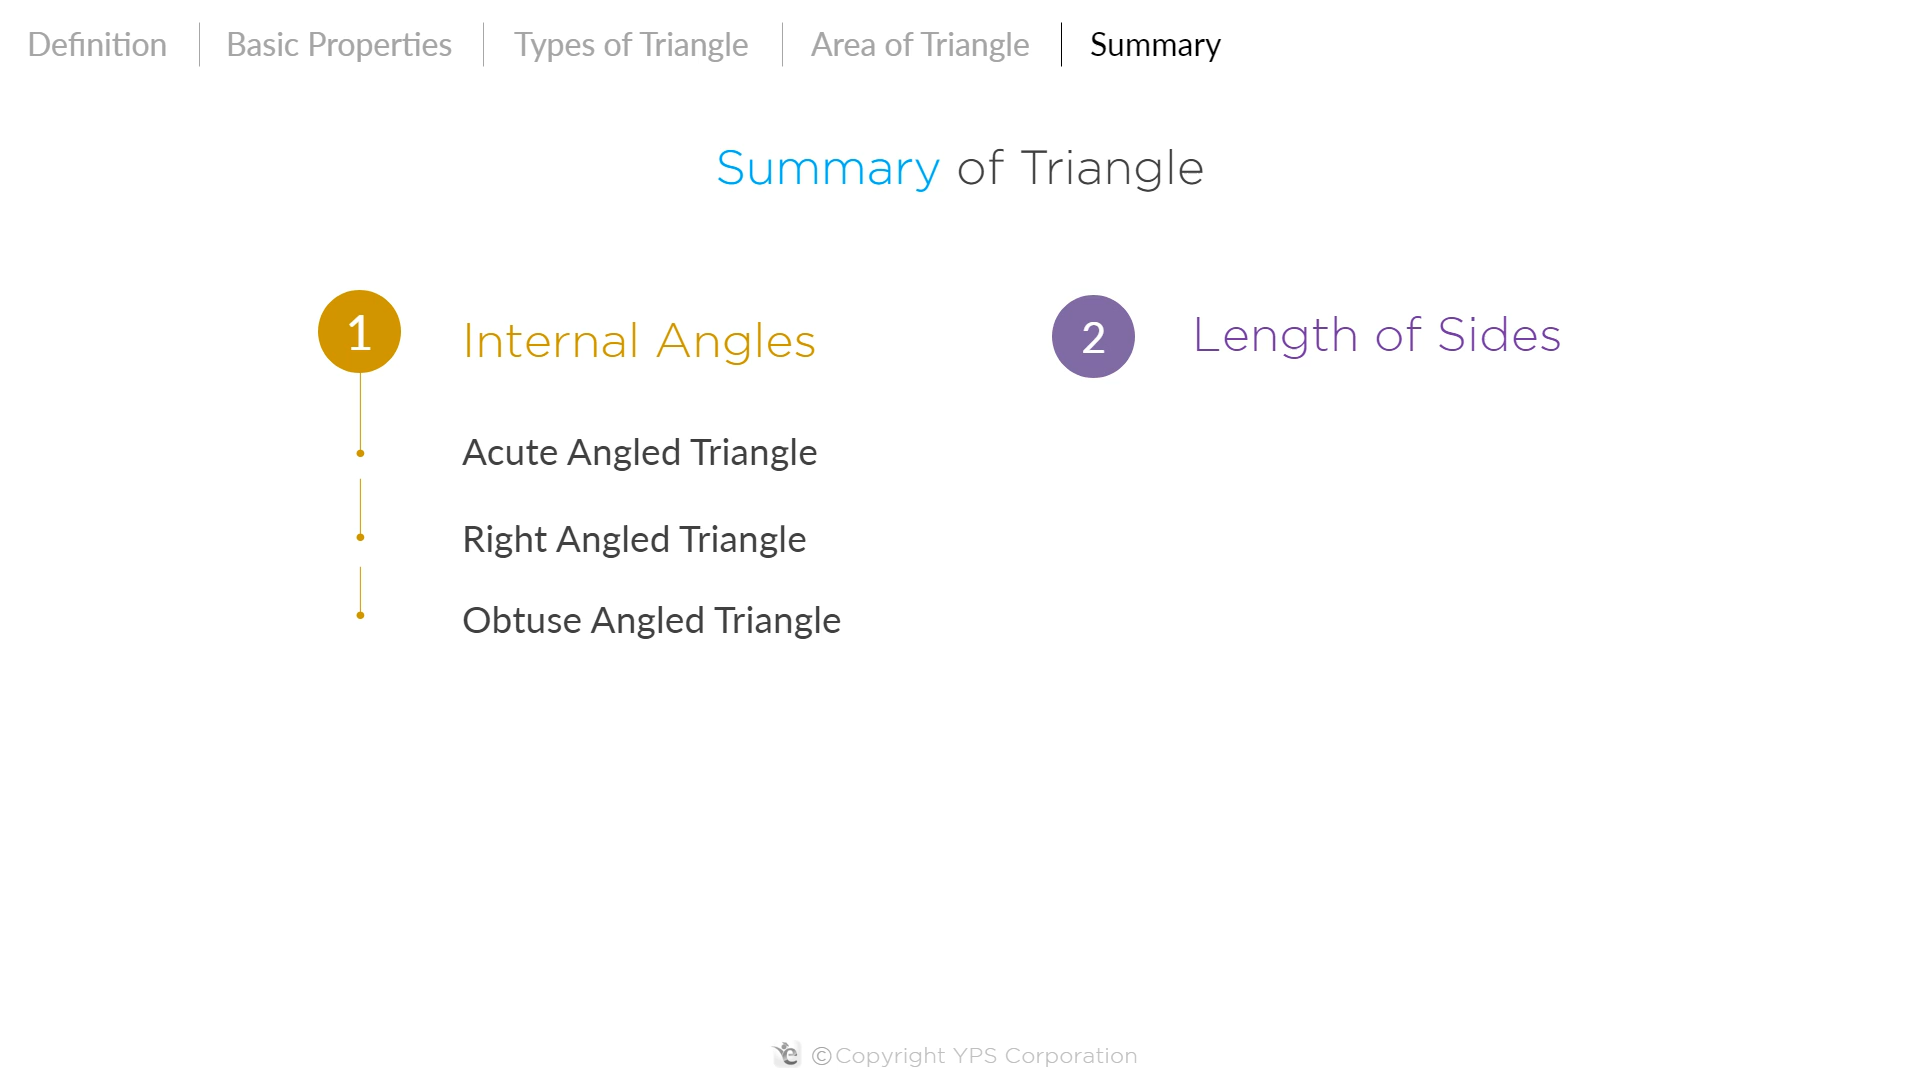 Definition Basic Properties Types of Triangle Area of Triangle Summary
Summary of Triangle
1 Internal Angles
Acute Angled Triangle
Right Angled Triangle
Obtuse Angled Triangle
2 Length of Sides
©Copyright YPS Corporation